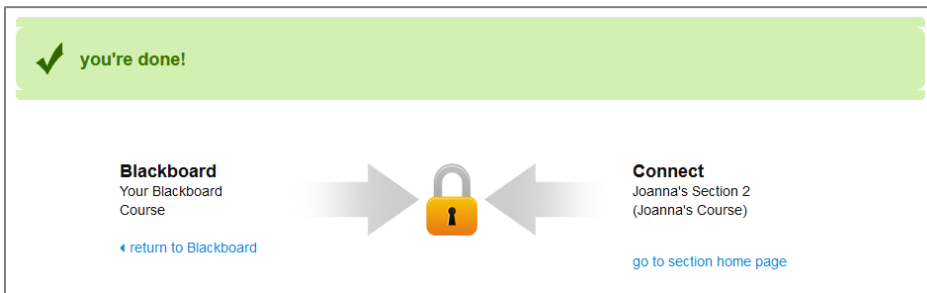 you're done!
Blackboard
Your Blackboard
Course
return to Blackboard
Connect
Joanna's Section 2
(Joanna's Course)
go to section home page